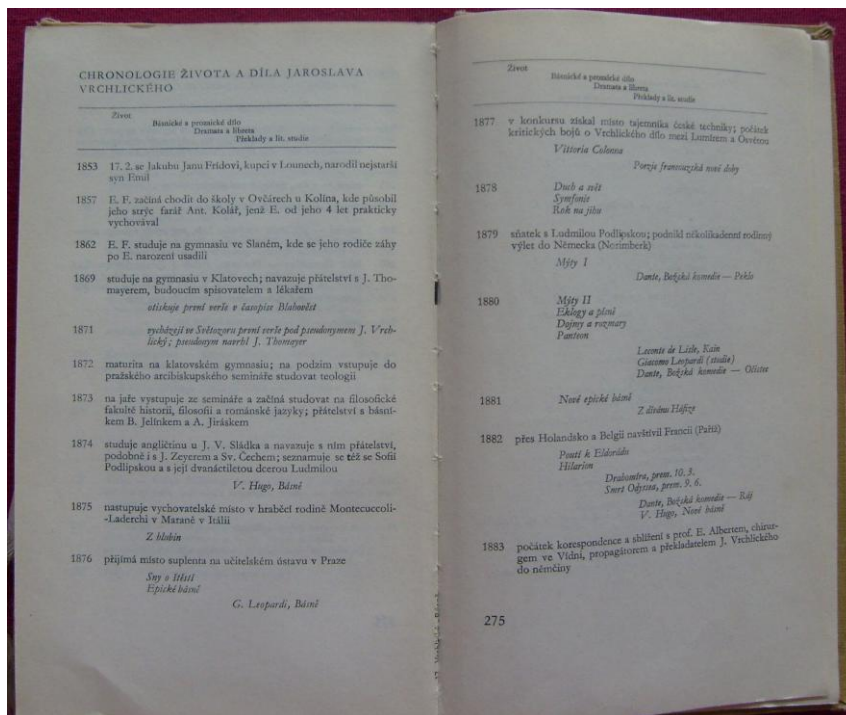 CHRONOLOGIE ŽIVOTA A DÍLA JAROSLAVA
VRCHLICKÉHO
Život
Básnické a prosaické dílo
Dramata a libreta
Překlady a lit. studie
1853 17. 2. se Jakubu Janu Frídovi, kupci v Lounech, narodil nejstarší
syn Emil
1857 E. F. začíná chodit do školy v Ovčárech u Kolína, kde působil
jeho strýc farář Ant. Kolář, jenž E. od jeho 4 let prakticky
vychovával
1862 E. F. studuje na gymnasiu ve Slaném, kde se jeho rodiče záhy
po E. narození usadili
1869 studuje na gymnasiu v Klatovech; navazuje přátelství s J. Tho-
mayerem, budoucím spisovatelem a lékařem
otiskuje první verše v časopise Blahověst
1871 vycházejí ve Světozoru první verše pod pseudonymem J. Vrch-
lický; pseudonym navrhl J. Thomayer
1872 maturita na klatovském gymnasiu; na podzim vstupuje do
pražského arcibiskupského semináře studovat teologii
1873 na jaře vystupuje ze semináře a začíná studovat na filosofické
fakultě historii, filosofii a románské jazyky; přátelství s básní-
kem B. Jelínkem a A. Jiráskem
1874 studuje angličtinu u J. V. Sládka a navazuje s ním přátelství,
podobně i s J. Zeyerem a Sv. Čechem; seznamuje se též se Sofií
Podlipskou a s její dvanáctiletou dcerou Ludmilou
V. Hugo, Básně
1875 nastupuje vychovatelské místo v hraběcí rodině Montecuccoli-
-Laderchi v Maraně v Itálii
Z hlubin
1876 přijímá místo suplenta na učitelském ústavu v Praze
Sny o štěstí
Epické básně
G. Leopardi, Básně
Život
Básnické a prosaické dílo
Dramata a libreta
Překlady a lit. studie
1877 v konkursu získal místo tajemníka české techniky; počátek
kritických bojů o Vrchlického dílo mezi Lumírem a Osvětou
Vittoria Colonna
Poezie francouzská nové doby
1878 Duch a svět
Symfonie
Rok na jihu
1879 sňatek s Ludmilou Podlipskou; podnikl několikadenní rodinný
výlet do Německa (Norimberk)
Mýty I
Dante, Božská komedie — Peklo
1880 Mýty II
Eklogy a písně
Dojmy a rozmary
Panteon
Leconte de Lisle, Kain
Giacomo Leopardi (studie)
Dante, Božská komedie — Očistec
1881 Nové epické básně
Z dívánu Háfize
1882 přes Holandsko a Belgii navštívil Francii (Paříž)
Poutí k Eldorádu
Hilarion
Drahomíra, prem. 10. 3.
Smrt Odyssea, prem. 9. 6.
Dante, Božská komedie — Ráj
V. Hugo, Nové básně
1883 počátek korespondence a sblížení s prof. E. Albertem, chirur-
gem ve Vídni, propagátorem a překladatelem J. Vrchlického
do němčiny
275